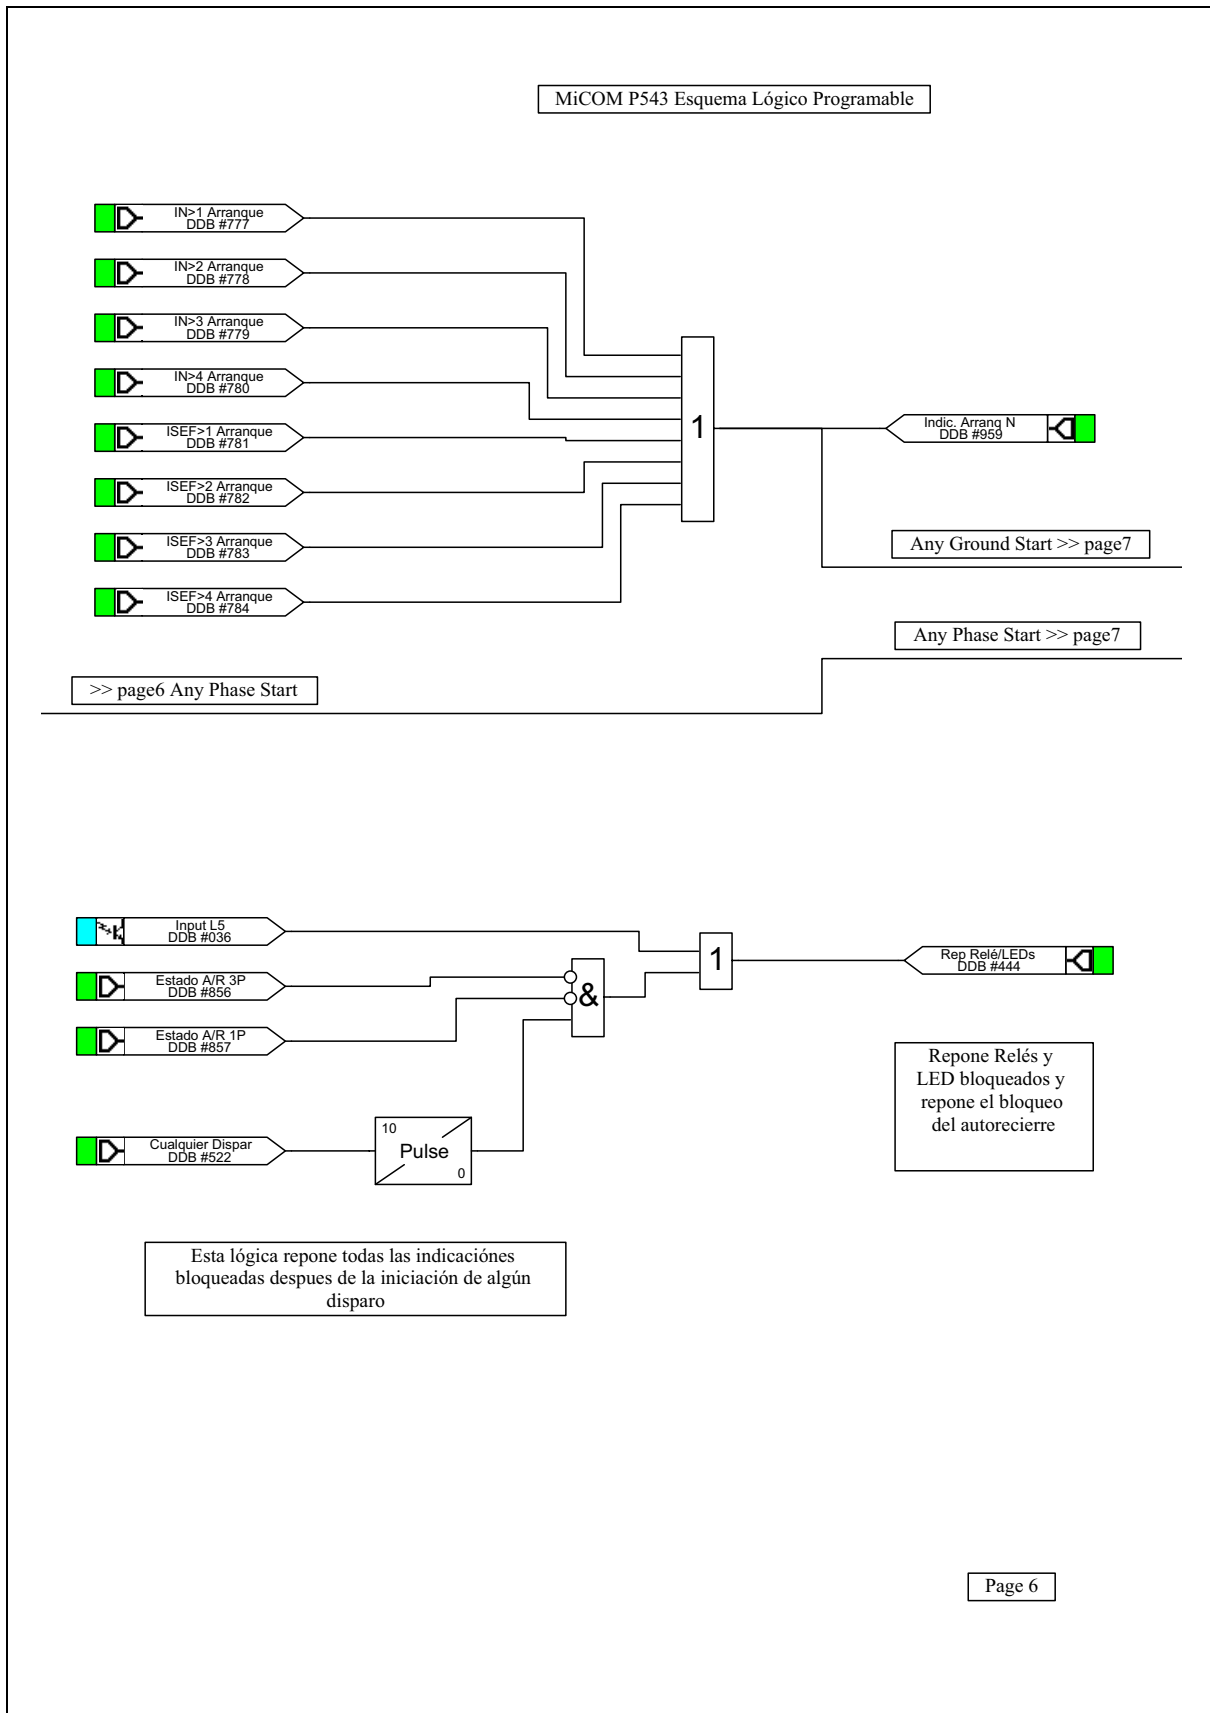 MiCOM P543 Esquema Lógico Programable
IN>1 Arranque
DDB #777
IN>2 Arranque
DDB #778
IN>3 Arranque
DDB #779
IN>4 Arranque
DDB #780
ISEF>1 Arranque
DDB #781
ISEF>2 Arranque
DDB #782
ISEF>3 Arranque
DDB #783
ISEF>4 Arranque
DDB #784
1
Indic. Arranq N
DDB #959
Any Ground Start >> page7
Any Phase Start >> page7
>> page6 Any Phase Start
Input L5
DDB #036
Estado A/R 3P
DDB #856
Estado A/R 1P
DDB #857
Cualquier Dispar
DDB #522
10
Pulse
0
&
1
Rep Relé/LEDs
DDB #444
Repone Relés y
LED bloqueados y
repone el bloqueo
del autorecierre
Esta lógica repone todas las indicaciónes
bloqueadas despues de la iniciación de algún
disparo
Page 6